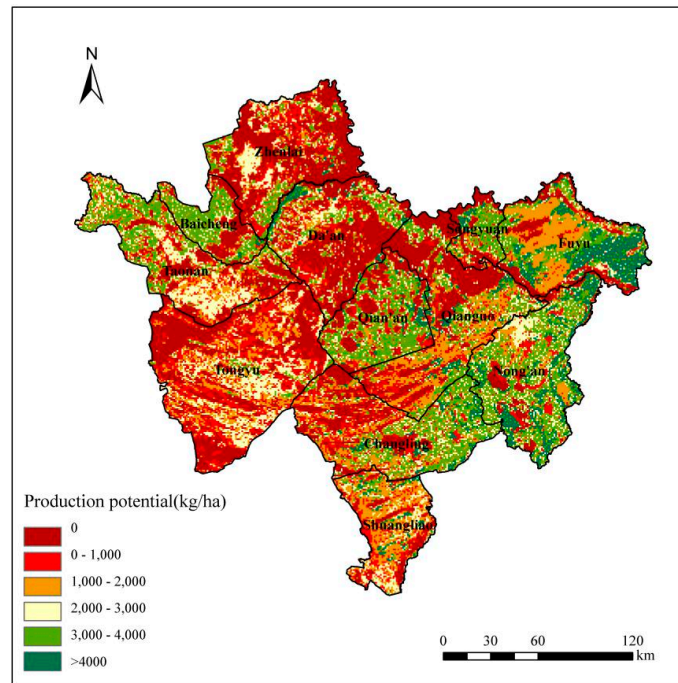 N
Zhenlai
Baicheng
Da'an
Songyuan
Fuyu
Taonan
Qian'an
Qianguo
Tongyu
Nong'an
Changling
Shuangliao
Production potential(kg/ha)
0
0 - 1,000
1,000 - 2,000
2,000 - 3,000
3,000 - 4,000
>4000
0 30 60 120
km